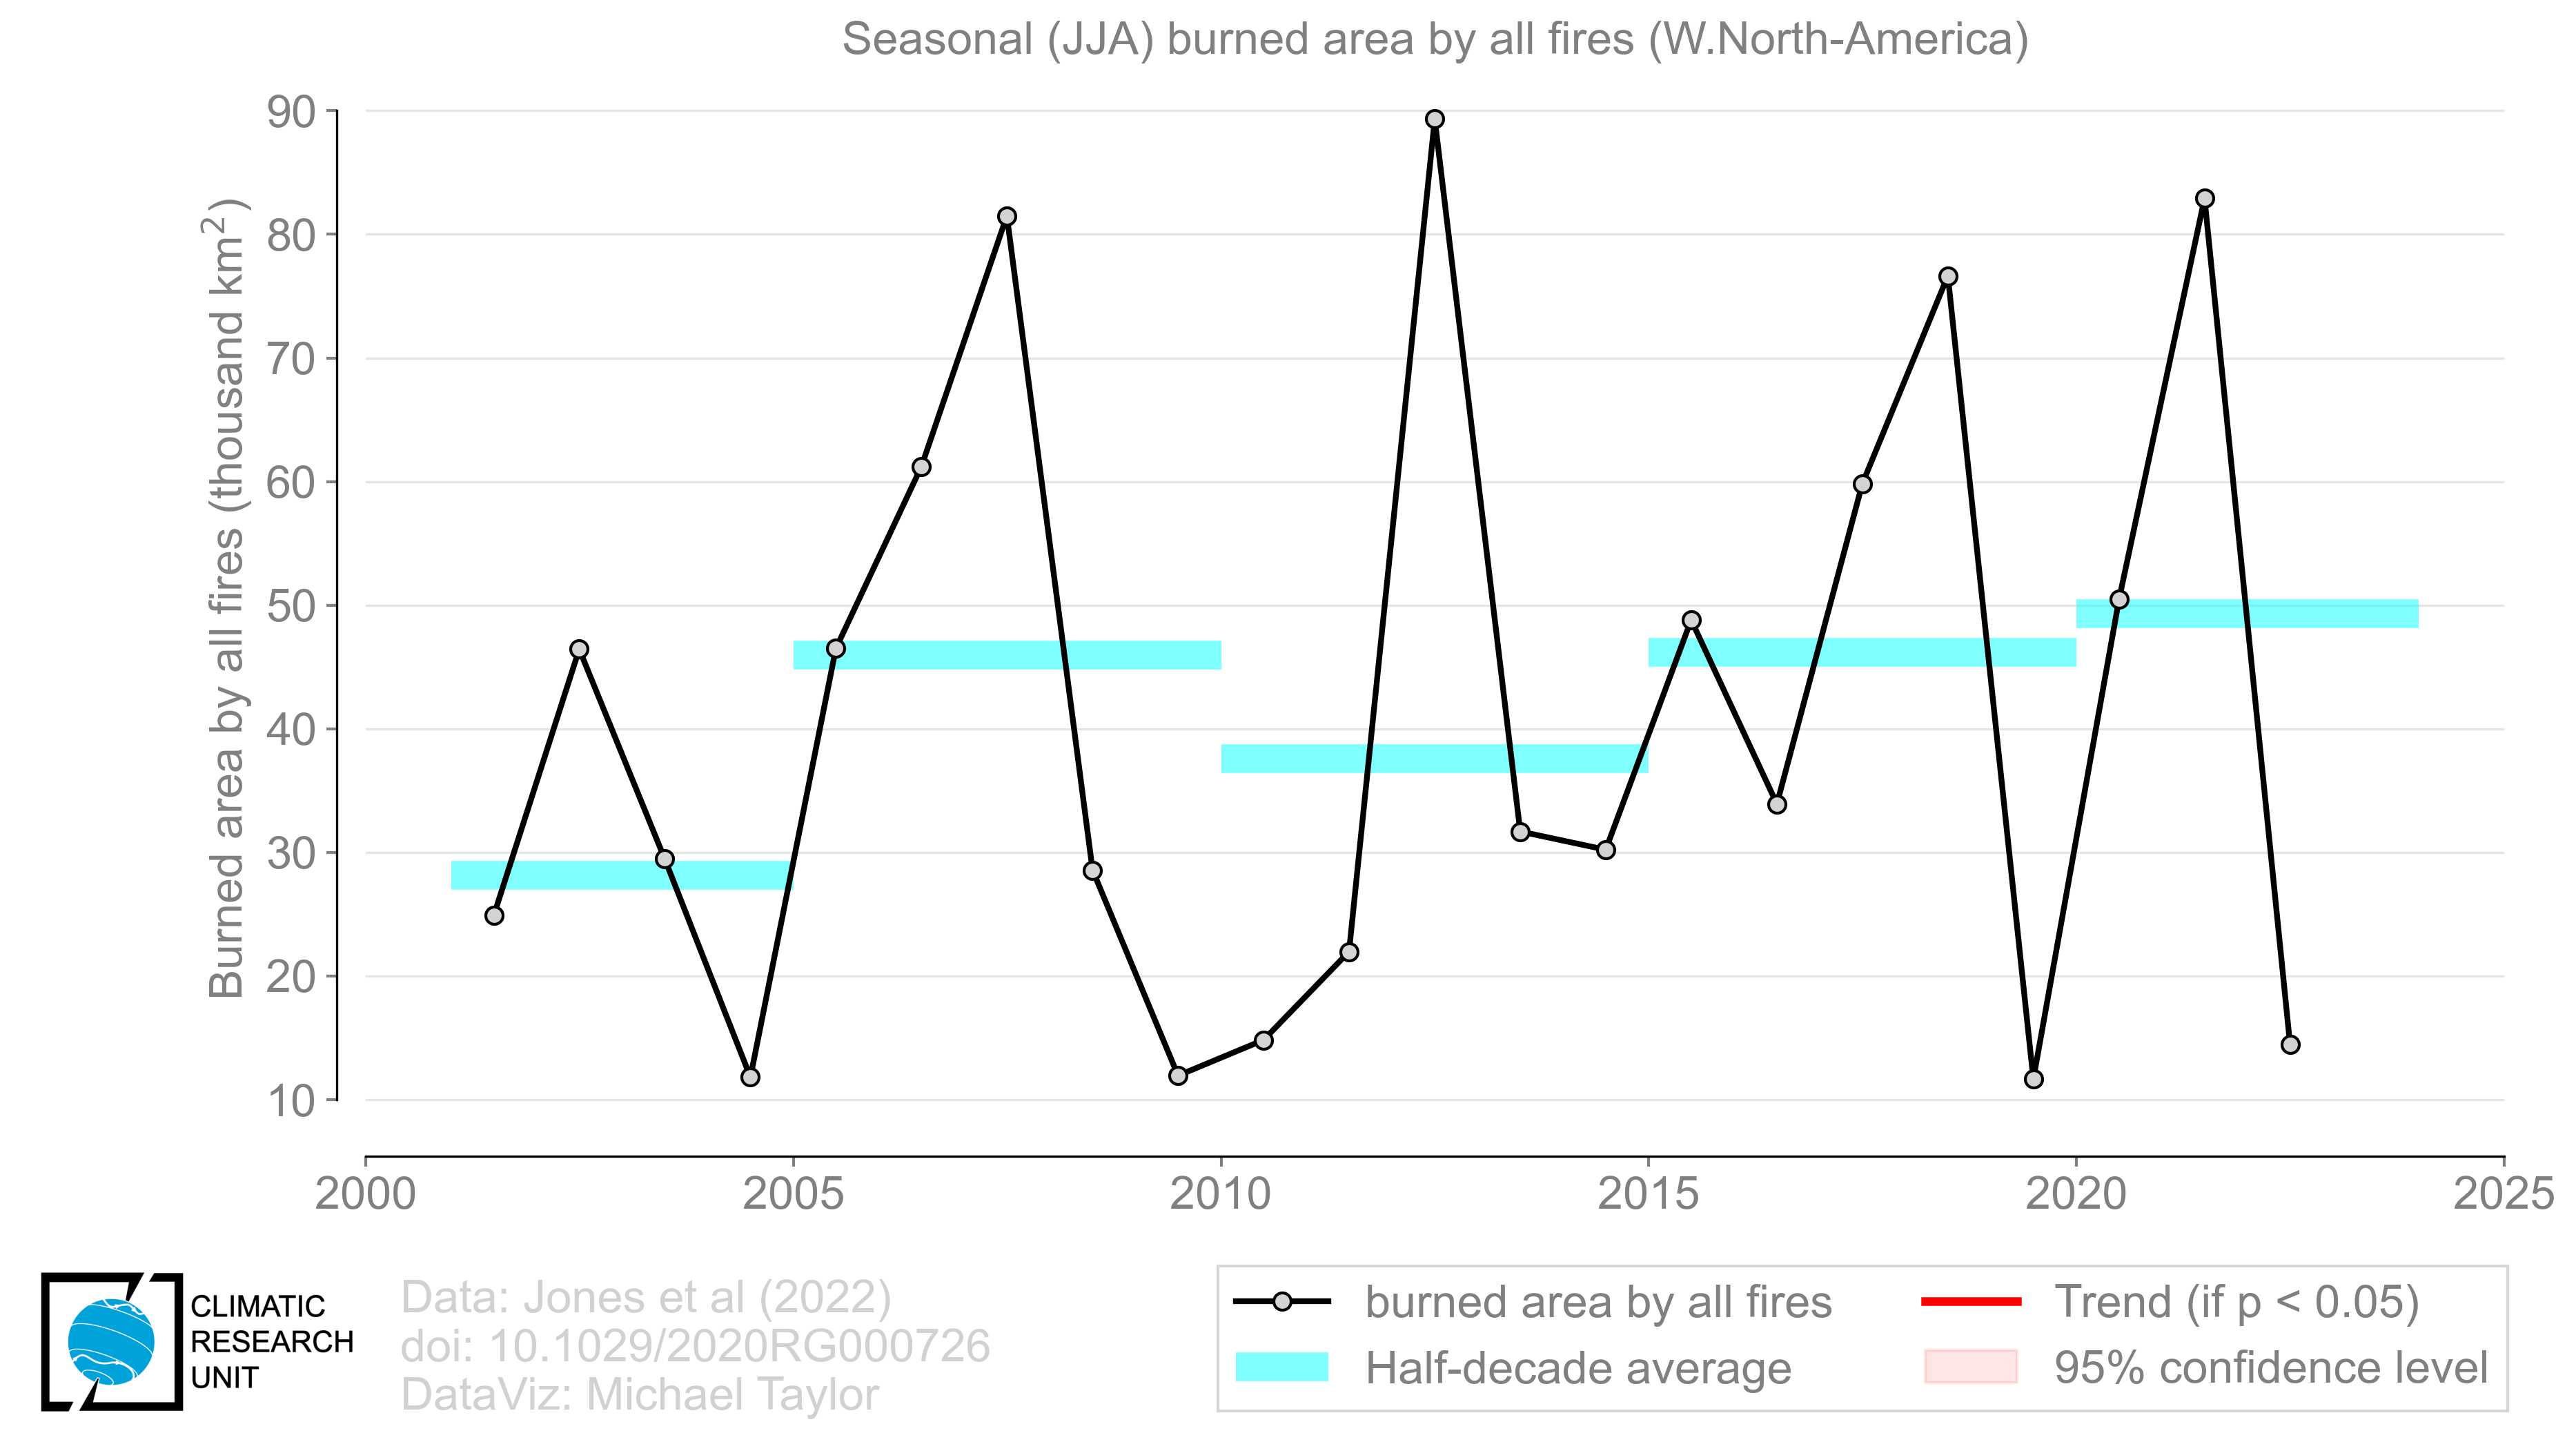 Seasonal (JJA) burned area by all fires (W.North-America)
Burned area by all fires (thousand km²)
90
80
70
60
50
40
30
20
10
2000
2005
2010
2015
2020
2025
CLIMATIC
RESEARCH
UNIT
Data: Jones et al (2022)
doi: 10.1029/2020RG000726
DataViz: Michael Taylor
burned area by all fires
Half-decade average
Trend (if p < 0.05)
95% confidence level